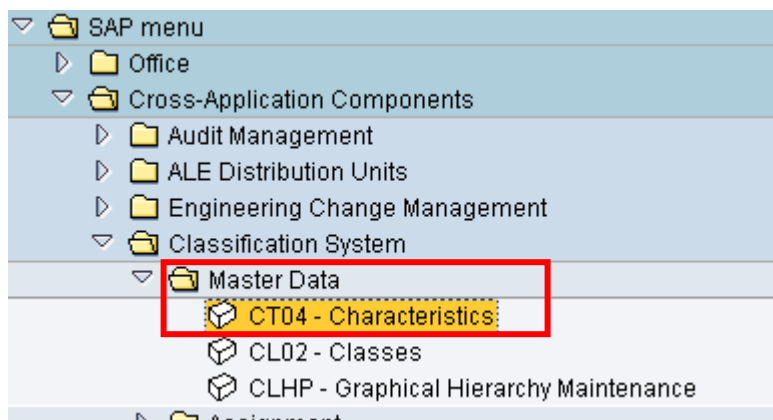 SAP menu
Office
Cross-Application Components
Audit Management
ALE Distribution Units
Engineering Change Management
Classification System
Master Data
CT04 - Characteristics
CL02 - Classes
CLHP - Graphical Hierarchy Maintenance